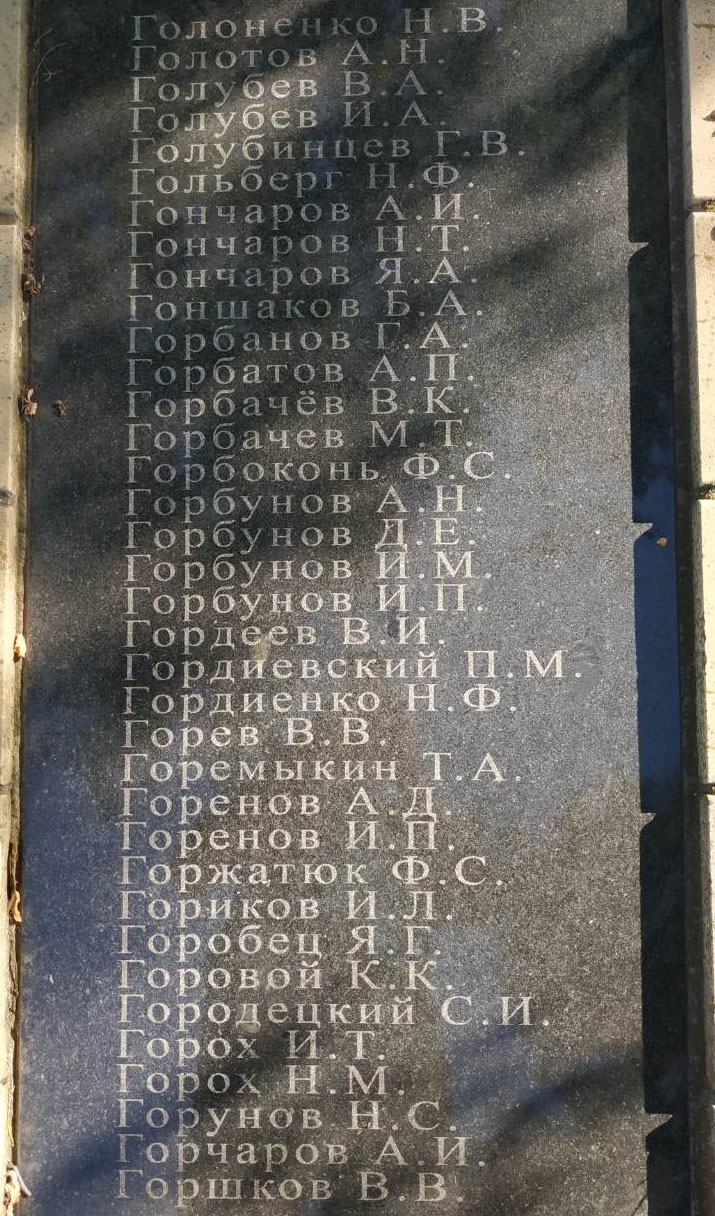 Голоненко Н.В.
Голотов А.Н.
Голубев В.А.
Голубев И.А.
Голубинцев Г.В.
Гольберг Н.Ф.
Гончаров А.И.
Гончаров Н.Т.
Гончаров Я.А.
Гоншаков Б.А.
Горбанов Г.А.
Горбатов А.П.
Горбачёв В.К.
Горбачев М.Т.
Горбоконь Ф.С.
Горбунов А.Н.
Горбунов Д.Е.
Горбунов И.М.
Горбунов И.П.
Гордеев В.И.
Гордиевский П.М.
Гордиенко Н.Ф.
Горев В.В.
Горемыкин Т.А.
Горенов А.Д.
Горенов И.П.
Горжатюк Ф.С.
Гориков И.Л.
Горобец Я.Г.
Горовой К.К.
Городецкий С.И.
Горох И.Т.
Горох Н.М.
Горунов Н.С.
Горчаров А.И.
Горшков В.В.